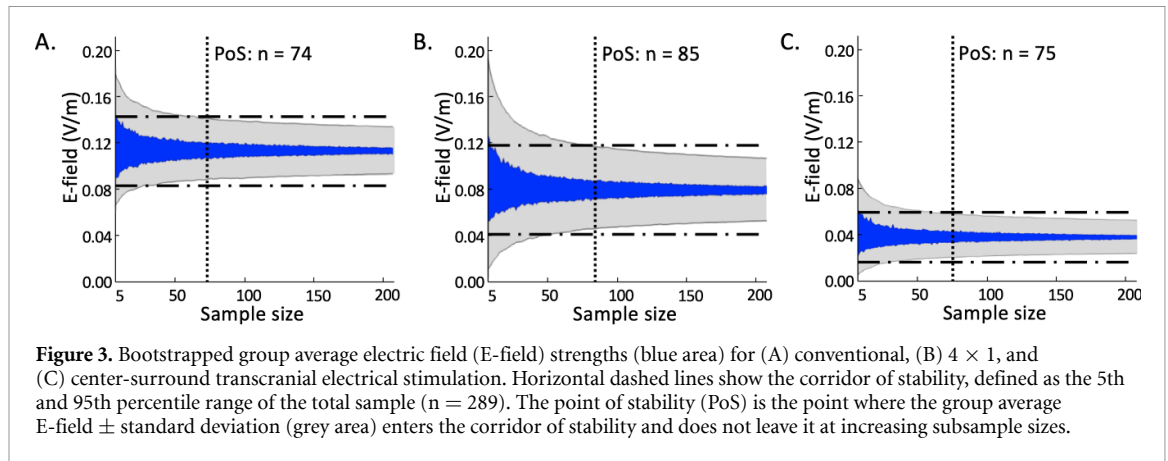 A.
PoS: n = 74
0.20
0.16
0.12
0.08
0.04
0.00
E-field (V/m)
5 50 100 150 200
Sample size
B.
PoS: n = 85
0.20
0.16
0.12
0.08
0.04
0.00
E-field (V/m)
5 50 100 150 200
Sample size
C.
PoS: n = 75
0.20
0.16
0.12
0.08
0.04
0.00
E-field (V/m)
5 50 100 150 200
Sample size
Figure 3. Bootstrapped group average electric field (E-field) strengths (blue area) for (A) conventional, (B) 4 × 1, and
(C) center-surround transcranial electrical stimulation. Horizontal dashed lines show the corridor of stability, defined as the 5th
and 95th percentile range of the total sample (n = 289). The point of stability (PoS) is the point where the group average
E-field ± standard deviation (grey area) enters the corridor of stability and does not leave it at increasing subsample sizes.